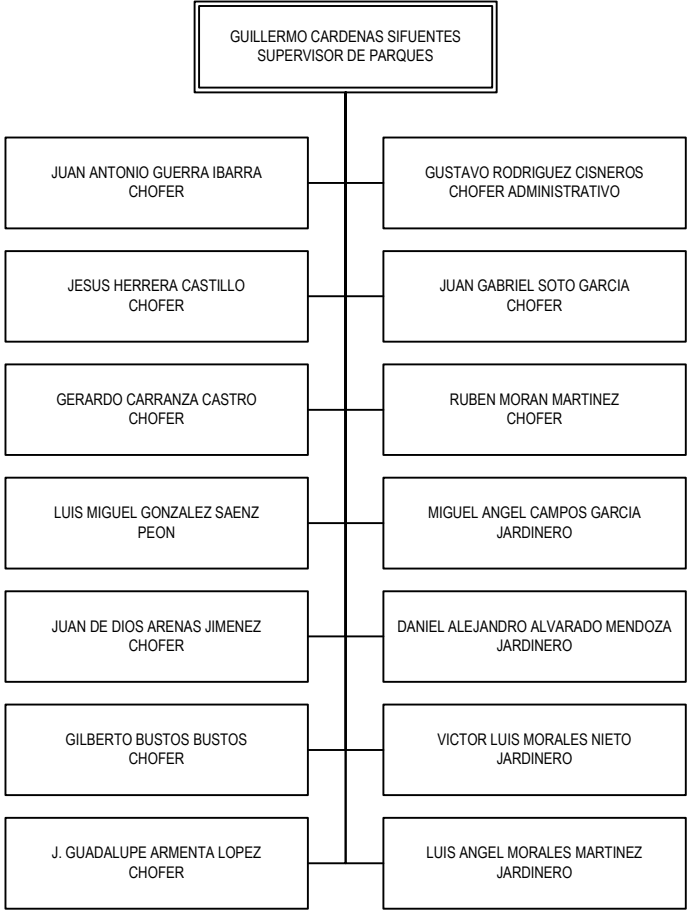 GUILLERMO CARDENAS SIFUENTES
SUPERVISOR DE PARQUES
JUAN ANTONIO GUERRA IBARRA
CHOFER
GUSTAVO RODRIGUEZ CISNEROS
CHOFER ADMINISTRATIVO
JESUS HERRERA CASTILLO
CHOFER
JUAN GABRIEL SOTO GARCIA
CHOFER
GERARDO CARRANZA CASTRO
CHOFER
RUBEN MORAN MARTINEZ
CHOFER
LUIS MIGUEL GONZALEZ SAENZ
PEON
MIGUEL ANGEL CAMPOS GARCIA
JARDINERO
JUAN DE DIOS ARENAS JIMENEZ
CHOFER
DANIEL ALEJANDRO ALVARADO MENDOZA
JARDINERO
GILBERTO BUSTOS BUSTOS
CHOFER
VICTOR LUIS MORALES NIETO
JARDINERO
J. GUADALUPE ARMENTA LOPEZ
CHOFER
LUIS ANGEL MORALES MARTINEZ
JARDINERO